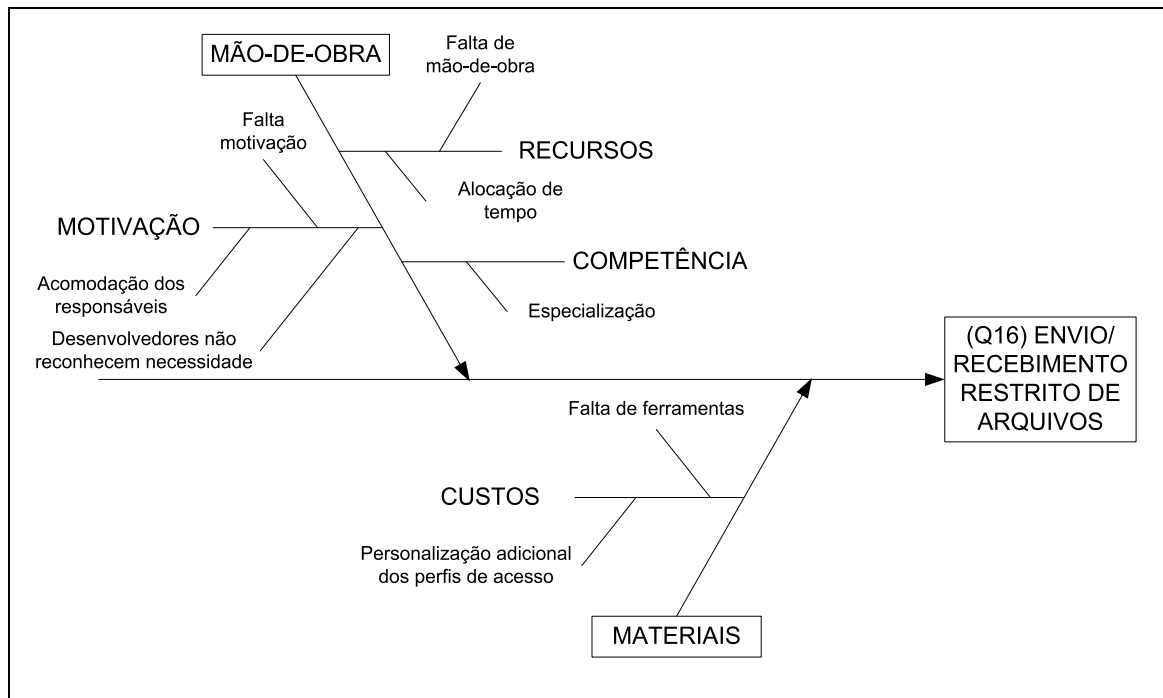 MÃO-DE-OBRA
Falta de
mão-de-obra
Falta
motivação
RECURSOS
Alocação de
tempo
MOTIVAÇÃO
COMPETÊNCIA
Acomodação dos
responsáveis
Especialização
Desenvolvedores não
reconhecem necessidade
(Q16) ENVIO/
RECEBIMENTO
RESTRITO DE
ARQUIVOS
Falta de ferramentas
CUSTOS
Personalização adicional
dos perfis de acesso
MATERIAIS